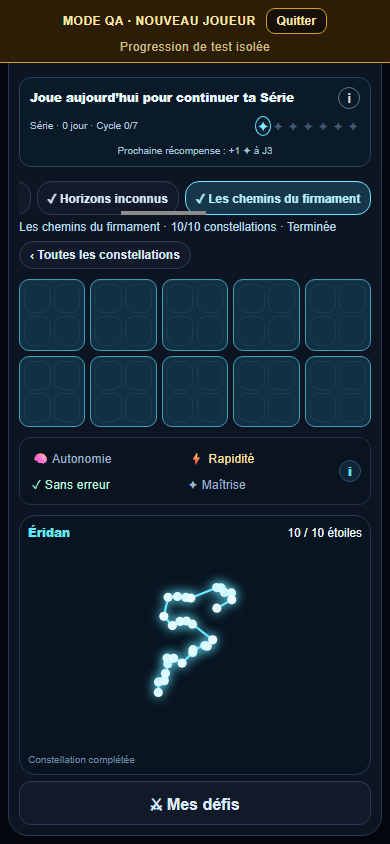 MODE QA · NOUVEAU JOUEUR Quitter
Progression de test isolée
Joue aujourd’hui pour continuer ta Série i
Série · 0 jour · Cycle 0/7
Prochaine récompense : +1 ✦ à J3
✓ Horizons inconnus ✓ Les chemins du firmament
Les chemins du firmament · 10/10 constellations · Terminée
‹ Toutes les constellations
🧠 Autonomie ⚡ Rapidité i
✓ Sans erreur ✦ Maîtrise
Éridan 10 / 10 étoiles
Constellation complétée
⚔ Mes défis